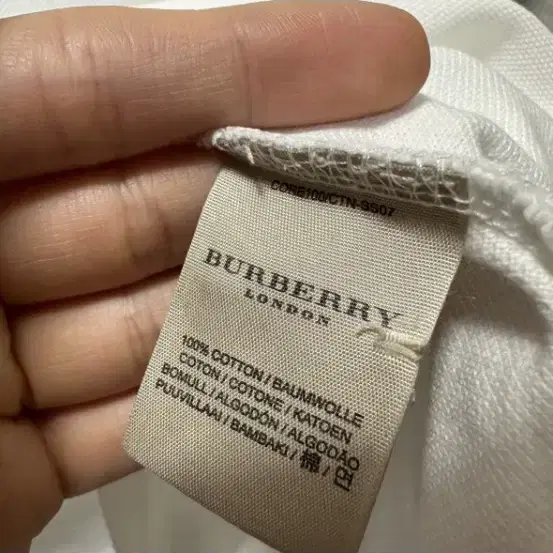 CORE100/CTN-SS07
BURBERRY
LONDON
100% COTTON / BAUMWOLLE
COTON / COTONE / KATOEN
BOMULL / ALGODÓN / ALGODÃO
PUUVILLAA / BAMBAKI / 棉 / 면